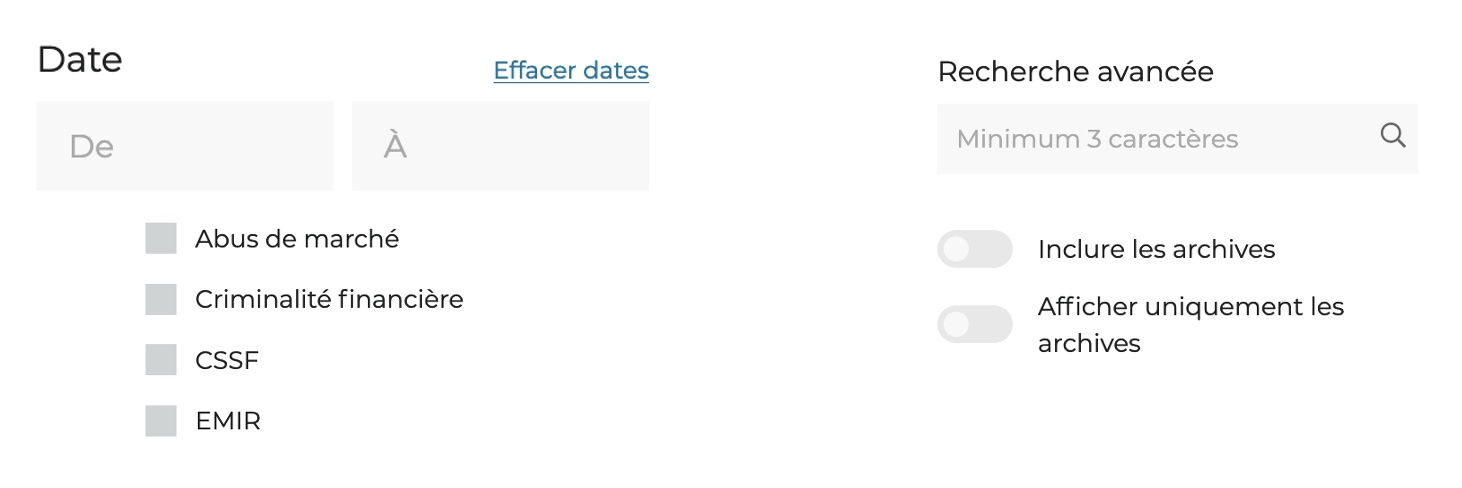 Date
Effacer dates
De
À
Abus de marché
Criminalité financière
CSSF
EMIR
Recherche avancée
Minimum 3 caractères
Inclure les archives
Afficher uniquement les
archives